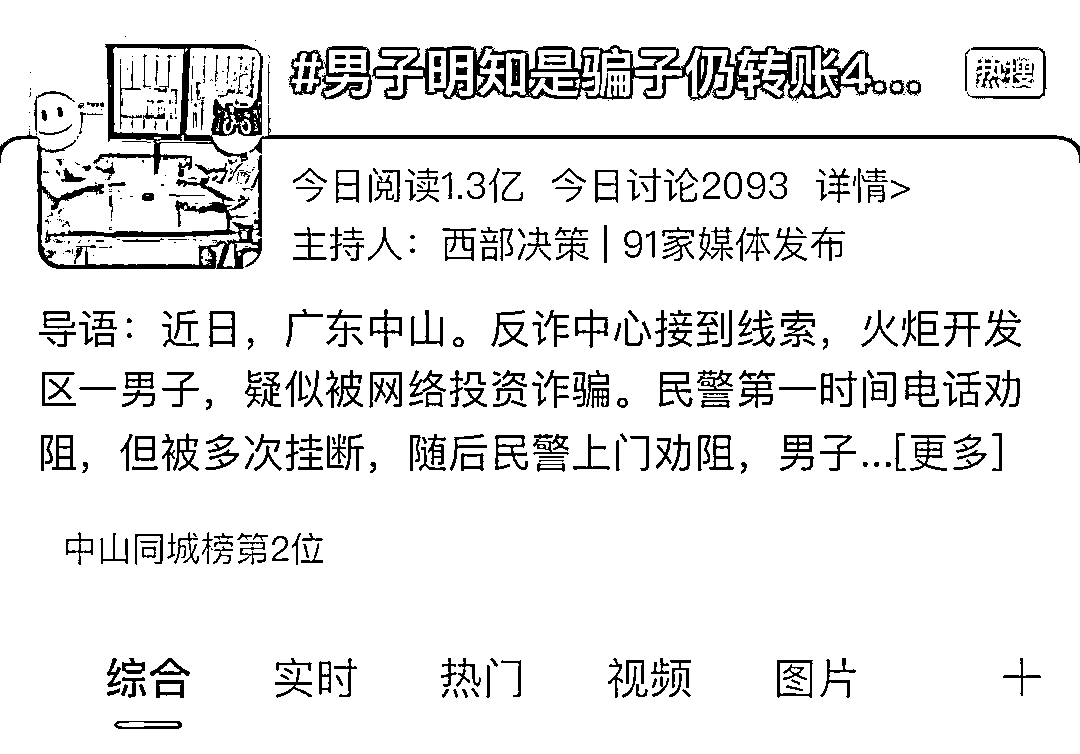 #男子明知是骗子仍转账4... 热搜
今日阅读1.3亿 今日讨论2093 详情>
主持人：西部决策 | 91家媒体发布
导语：近日，广东中山。反诈中心接到线索，火炬开发
区一男子，疑似被网络投资诈骗。民警第一时间电话劝
阻，但被多次挂断，随后民警上门劝阻，男子...[更多]
中山同城榜第2位
综合 实时 热门 视频 图片